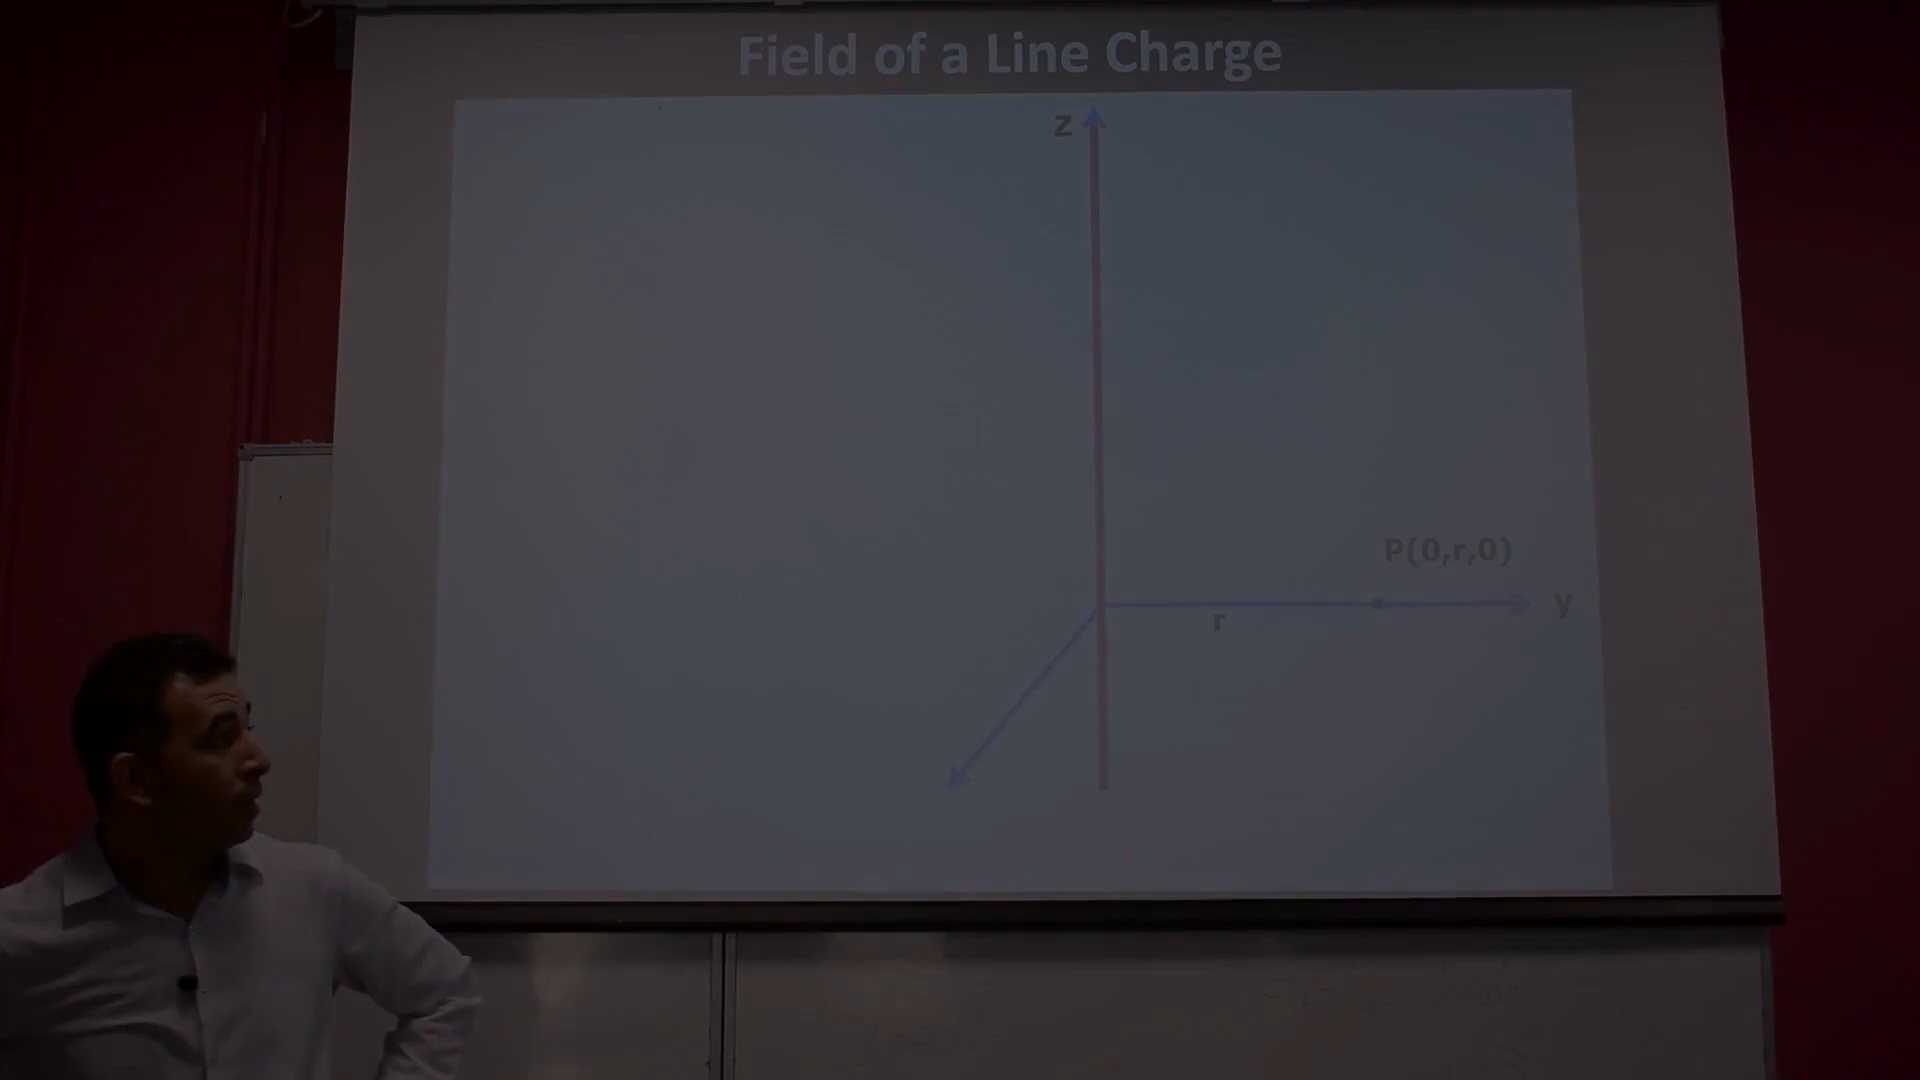 Field of a Line Charge
z
P(0,r,0)
y
r